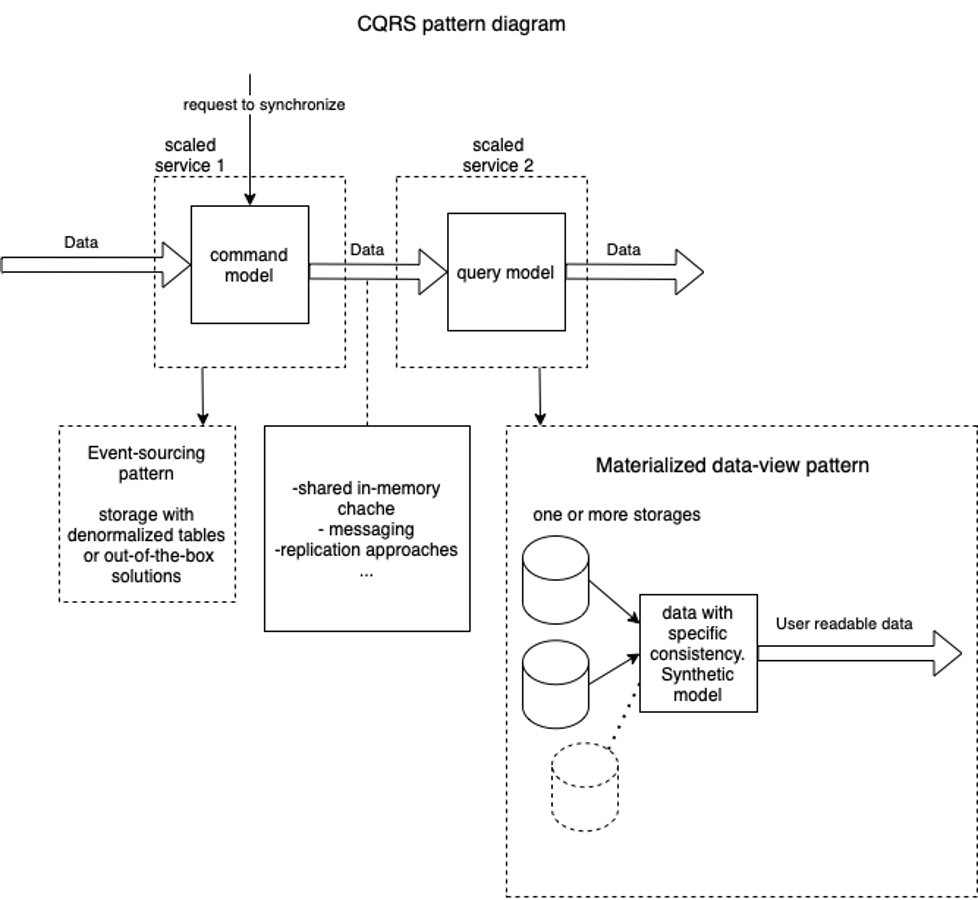 CQRS pattern diagram
request to synchronize
scaled
service 1
scaled
service 2
Data
command
model
Data
query model
Data
Event-sourcing
pattern
storage with
denormalized tables
or out-of-the-box
solutions
-shared in-memory
chache
- messaging
-replication approaches
...
Materialized data-view pattern
one or more storages
data with
specific
consistency.
Synthetic
model
User readable data